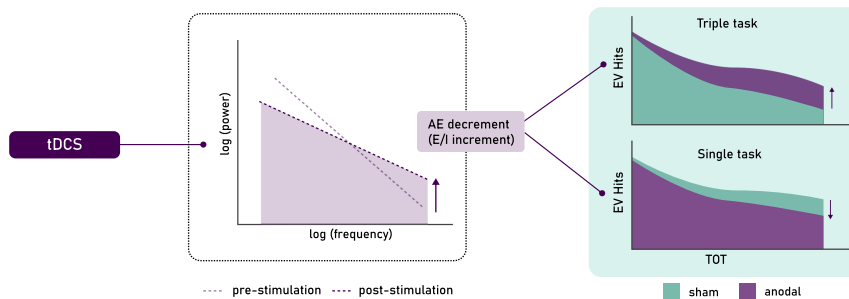 tDCS
log (power)
log (frequency)
pre-stimulation
post-stimulation
AE decrement
(E/I increment)
Triple task
EV Hits
Single task
EV Hits
TOT
sham
anodal